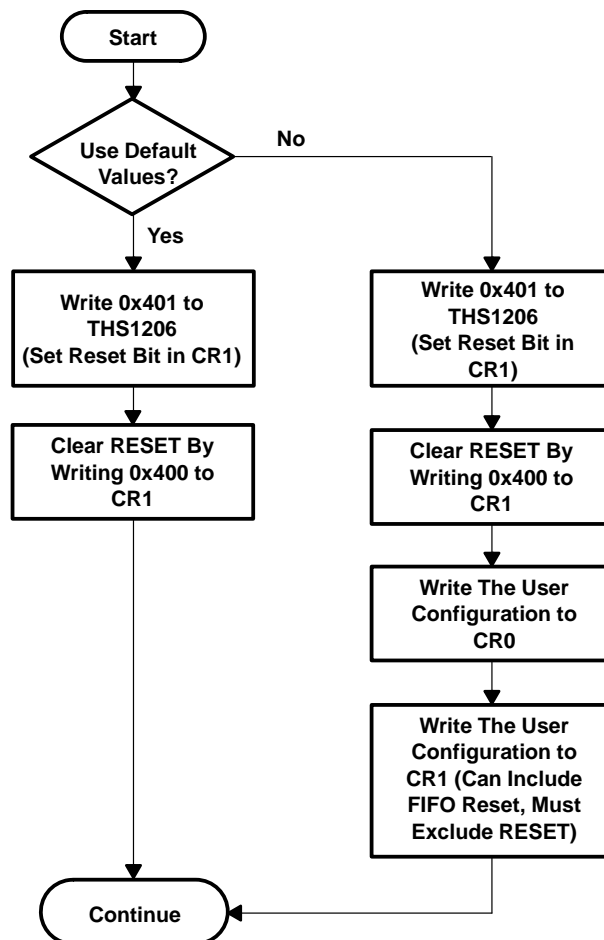 Start
Use Default
Values?
No
Yes
Write 0x401 to
THS1206
(Set Reset Bit in CR1)
Clear RESET By
Writing 0x400 to
CR1
Write 0x401 to
THS1206
(Set Reset Bit in
CR1)
Clear RESET By
Writing 0x400 to
CR1
Write The User
Configuration to
CR0
Write The User
Configuration to
CR1 (Can Include
FIFO Reset, Must
Exclude RESET)
Continue